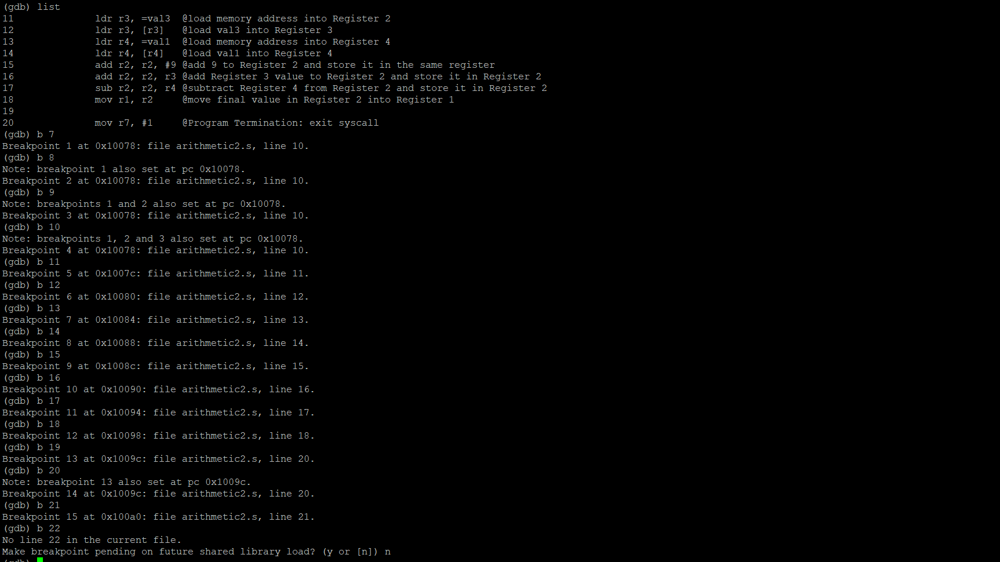 (gdb) list
11              ldr r3, =val3  @load memory address into Register 2
12              ldr r3, [r3]   @load val3 into Register 3
13              ldr r4, =val1  @load memory address into Register 4
14              ldr r4, [r4]   @load val1 into Register 4
15              add r2, r2, #9 @add 9 to Register 2 and store it in the same register
16              add r2, r2, r3 @add Register 3 value to Register 2 and store it in Register 2
17              sub r2, r2, r4 @subtract Register 4 from Register 2 and store it in Register 2
18              mov r1, r2     @move final value in Register 2 into Register 1
19
20              mov r7, #1     @Program Termination: exit syscall
(gdb) b 7
Breakpoint 1 at 0x10078: file arithmetic2.s, line 10.
(gdb) b 8
Note: breakpoint 1 also set at pc 0x10078.
Breakpoint 2 at 0x10078: file arithmetic2.s, line 10.
(gdb) b 9
Note: breakpoints 1 and 2 also set at pc 0x10078.
Breakpoint 3 at 0x10078: file arithmetic2.s, line 10.
(gdb) b 10
Note: breakpoints 1, 2 and 3 also set at pc 0x10078.
Breakpoint 4 at 0x10078: file arithmetic2.s, line 10.
(gdb) b 11
Breakpoint 5 at 0x1007c: file arithmetic2.s, line 11.
(gdb) b 12
Breakpoint 6 at 0x10080: file arithmetic2.s, line 12.
(gdb) b 13
Breakpoint 7 at 0x10084: file arithmetic2.s, line 13.
(gdb) b 14
Breakpoint 8 at 0x10088: file arithmetic2.s, line 14.
(gdb) b 15
Breakpoint 9 at 0x1008c: file arithmetic2.s, line 15.
(gdb) b 16
Breakpoint 10 at 0x10090: file arithmetic2.s, line 16.
(gdb) b 17
Breakpoint 11 at 0x10094: file arithmetic2.s, line 17.
(gdb) b 18
Breakpoint 12 at 0x10098: file arithmetic2.s, line 18.
(gdb) b 19
Breakpoint 13 at 0x1009c: file arithmetic2.s, line 20.
(gdb) b 20
Note: breakpoint 13 also set at pc 0x1009c.
Breakpoint 14 at 0x1009c: file arithmetic2.s, line 20.
(gdb) b 21
Breakpoint 15 at 0x100a0: file arithmetic2.s, line 21.
(gdb) b 22
No line 22 in the current file.
Make breakpoint pending on future shared library load? (y or [n]) n
(gdb)